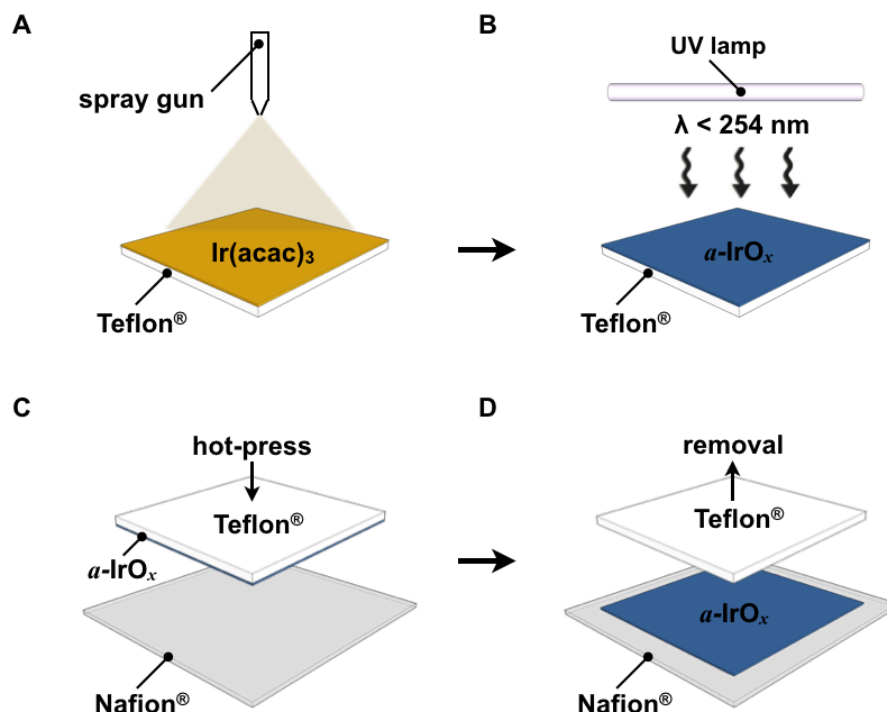 A
spray gun
Ir(acac)₃
Teflon®
B
UV lamp
λ < 254 nm
a-IrOₓ
Teflon®
C
hot-press
Teflon®
a-IrOₓ
Nafion®
D
removal
Teflon®
a-IrOₓ
Nafion®